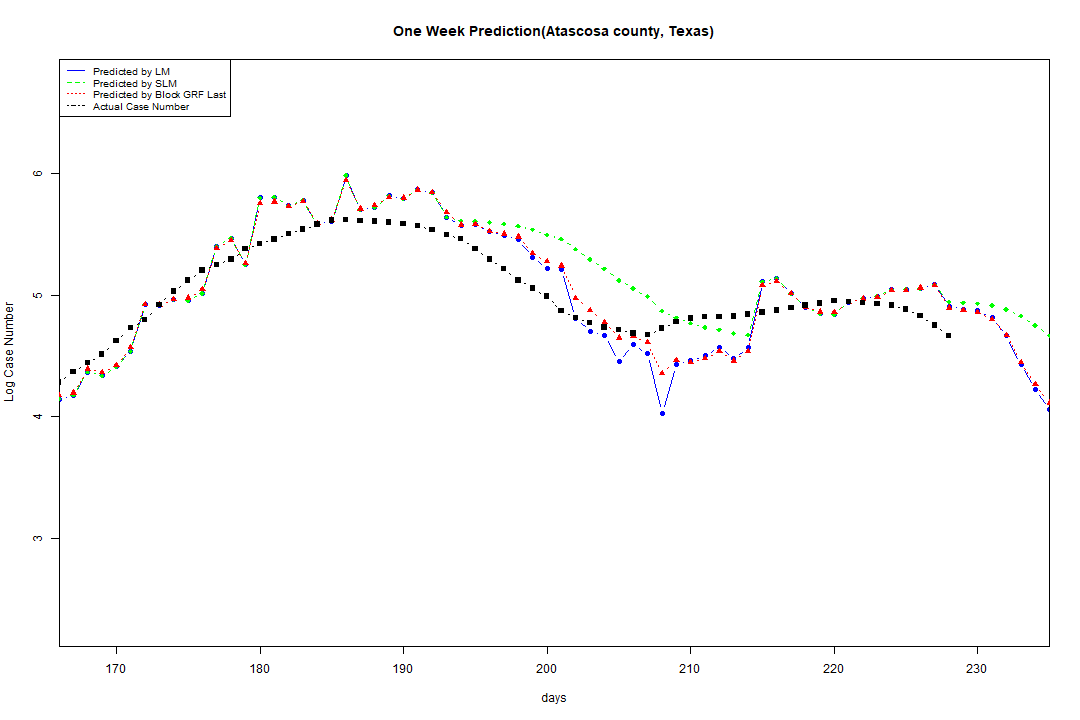 One Week Prediction(Atascosa county, Texas)
Predicted by LM
Predicted by SLM
Predicted by Block GRF Last
Actual Case Number
6
5
4
3
Log Case Number
170 180 190 200 210 220 230
days